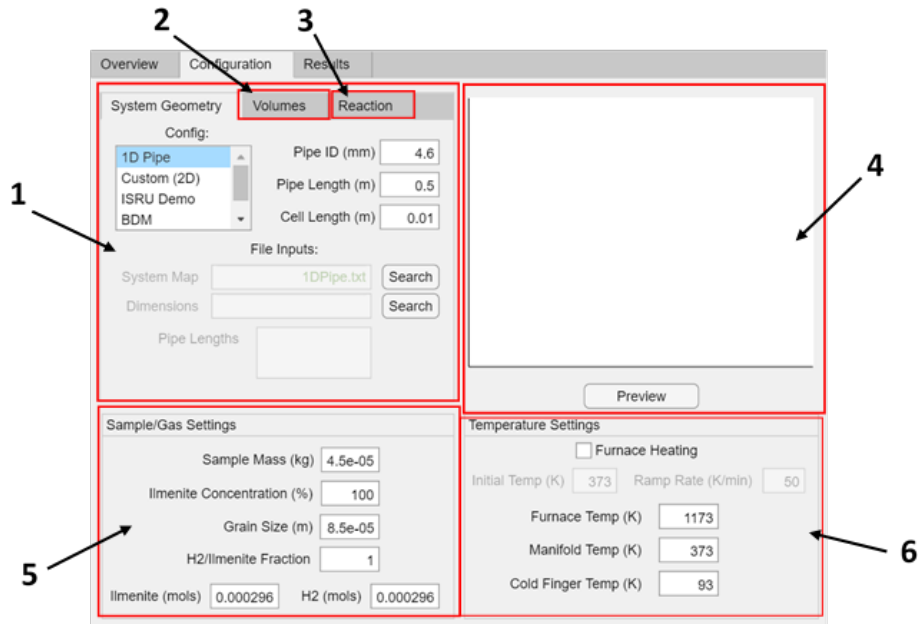 2
3
Overview Configuration Results
System Geometry Volumes Reaction
Config:
1D Pipe
Custom (2D)
ISRU Demo
BDM
Pipe ID (mm) 4.6
Pipe Length (m) 0.5
Cell Length (m) 0.01
1
4
File Inputs:
System Map 1DPipe.txt Search
Dimensions Search
Pipe Lengths
Preview
Sample/Gas Settings
Sample Mass (kg) 4.5e-05
Ilmenite Concentration (%) 100
Grain Size (m) 8.5e-05
H2/Ilmenite Fraction 1
Ilmenite (mols) 0.000296 H2 (mols) 0.000296
5
Temperature Settings
Furnace Heating
Initial Temp (K) 373 Ramp Rate (K/min) 50
Furnace Temp (K) 1173
Manifold Temp (K) 373
Cold Finger Temp (K) 93
6